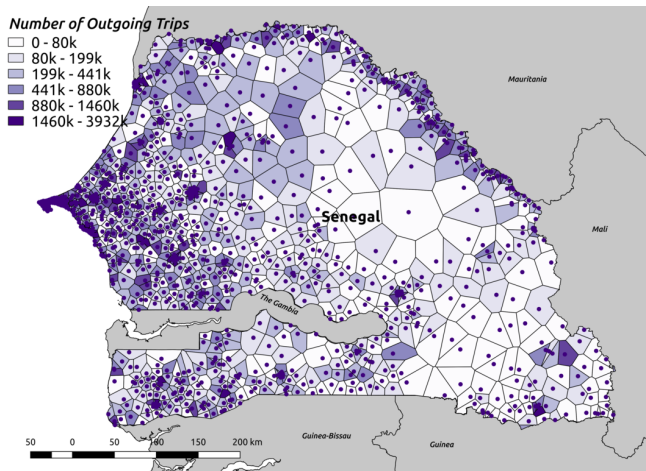 Number of Outgoing Trips
0 - 80k
80k - 199k
199k - 441k
441k - 880k
880k - 1460k
1460k - 3932k
Mauritania
Senegal
Mali
The Gambia
50 0 50 100 150 200 km
Guinea-Bissau
Guinea